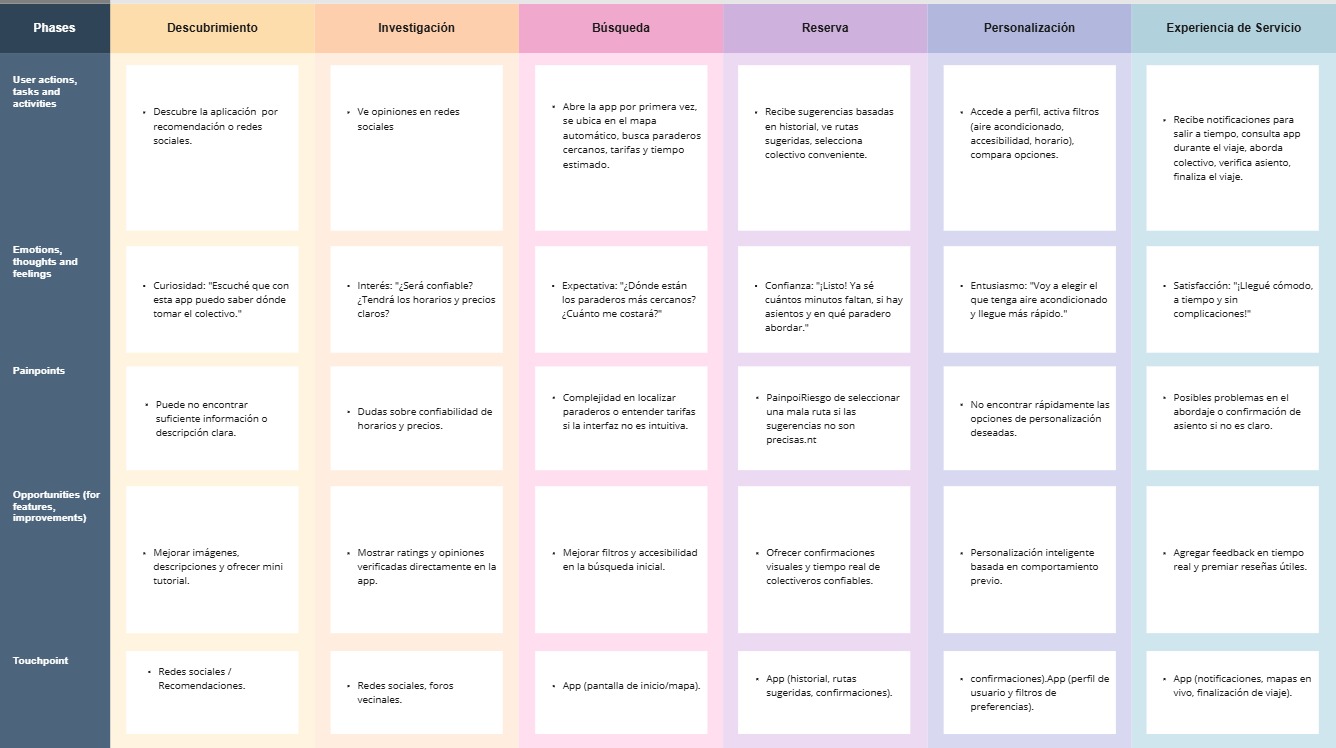 Phases
Descubrimiento
Investigación
Búsqueda
Reserva
Personalización
Experiencia de Servicio
User actions,
tasks and
activities
• Descubre la aplicación  por
recomendación o redes
sociales.
• Ve opiniones en redes
sociales
• Abre la app por primera vez,
se ubica en el mapa
automático, busca paraderos
cercanos, tarifas y tiempo
estimado.
• Recibe sugerencias basadas
en historial, ve rutas
sugeridas, selecciona
colectivo conveniente.
• Accede a perfil, activa filtros
(aire acondicionado,
accesibilidad, horario),
compara opciones.
• Recibe notificaciones para
salir a tiempo, consulta app
durante el viaje, aborda
colectivo, verifica asiento,
finaliza el viaje.
Emotions,
thoughts and
feelings
• Curiosidad: "Escuché que con
esta app puedo saber dónde
tomar el colectivo."
• Interés: "¿Será confiable?
¿Tendrá los horarios y precios
claros?
• Expectativa: "¿Dónde están
los paraderos más cercanos?
¿Cuánto me costará?"
• Confianza: "¡Listo! Ya sé
cuántos minutos faltan, si hay
asientos y en qué paradero
abordar."
• Entusiasmo: "Voy a elegir el
que tenga aire acondicionado
y llegue más rápido."
• Satisfacción: "¡Llegué cómodo,
a tiempo y sin
complicaciones!"
Painpoints
• Puede no encontrar
suficiente información o
descripción clara.
• Dudas sobre confiabilidad de
horarios y precios.
• Complejidad en localizar
paraderos o entender tarifas
si la interfaz no es intuitiva.
• PainpoiRiesgo de seleccionar
una mala ruta si las
sugerencias no son
precisas.nt
• No encontrar rápidamente las
opciones de personalización
deseadas.
• Posibles problemas en el
abordaje o confirmación de
asiento si no es claro.
Opportunities (for
features,
improvements)
• Mejorar imágenes,
descripciones y ofrecer mini
tutorial.
• Mostrar ratings y opiniones
verificadas directamente en la
app.
• Mejorar filtros y accesibilidad
en la búsqueda inicial.
• Ofrecer confirmaciones
visuales y tiempo real de
colectiveros confiables.
• Personalización inteligente
basada en comportamiento
previo.
• Agregar feedback en tiempo
real y premiar reseñas útiles.
Touchpoint
• Redes sociales /
Recomendaciones.
• Redes sociales, foros
vecinales.
• App (pantalla de inicio/mapa).
• App (historial, rutas
sugeridas, confirmaciones).
• confirmaciones).App (perfil de
usuario y filtros de
preferencias).
• App (notificaciones, mapas en
vivo, finalización de viaje).